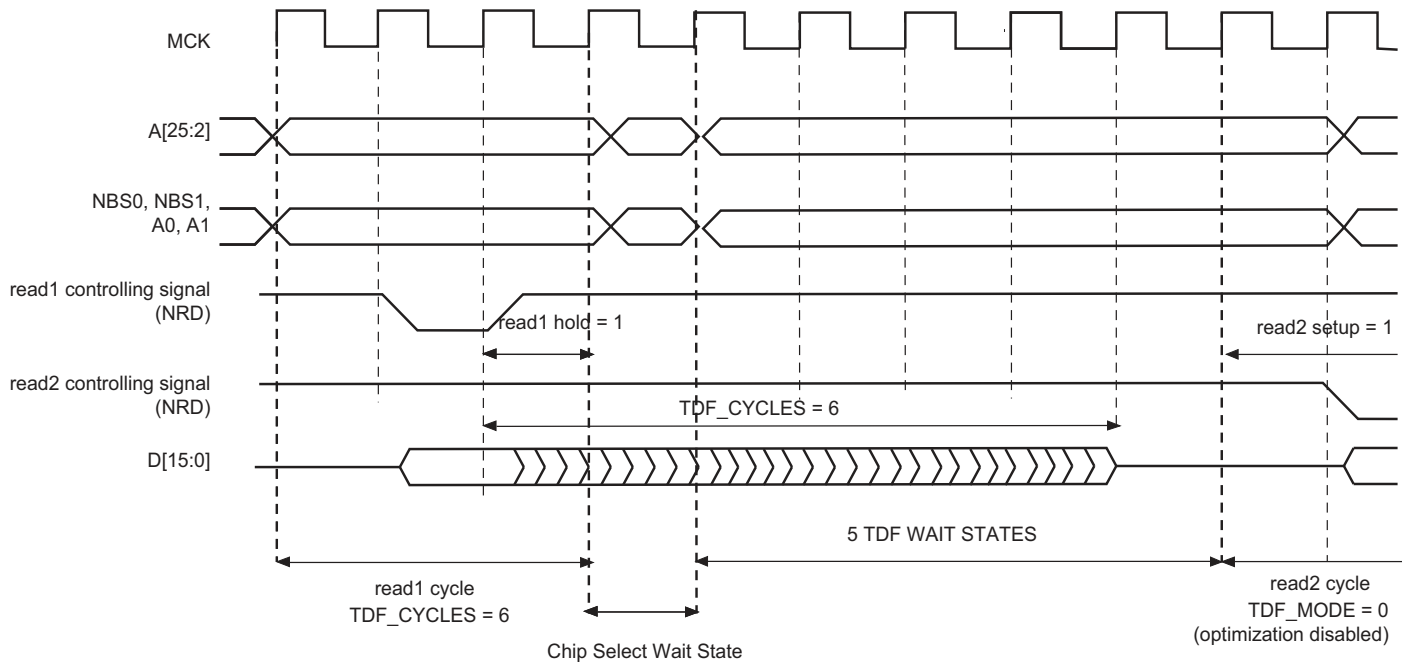 MCK
A[25:2]
NBS0, NBS1,
A0, A1
read1 controlling signal
(NRD)
read1 hold = 1
read2 setup = 1
read2 controlling signal
(NRD)
TDF_CYCLES = 6
D[15:0]
5 TDF WAIT STATES
read1 cycle
TDF_CYCLES = 6
Chip Select Wait State
read2 cycle
TDF_MODE = 0
(optimization disabled)